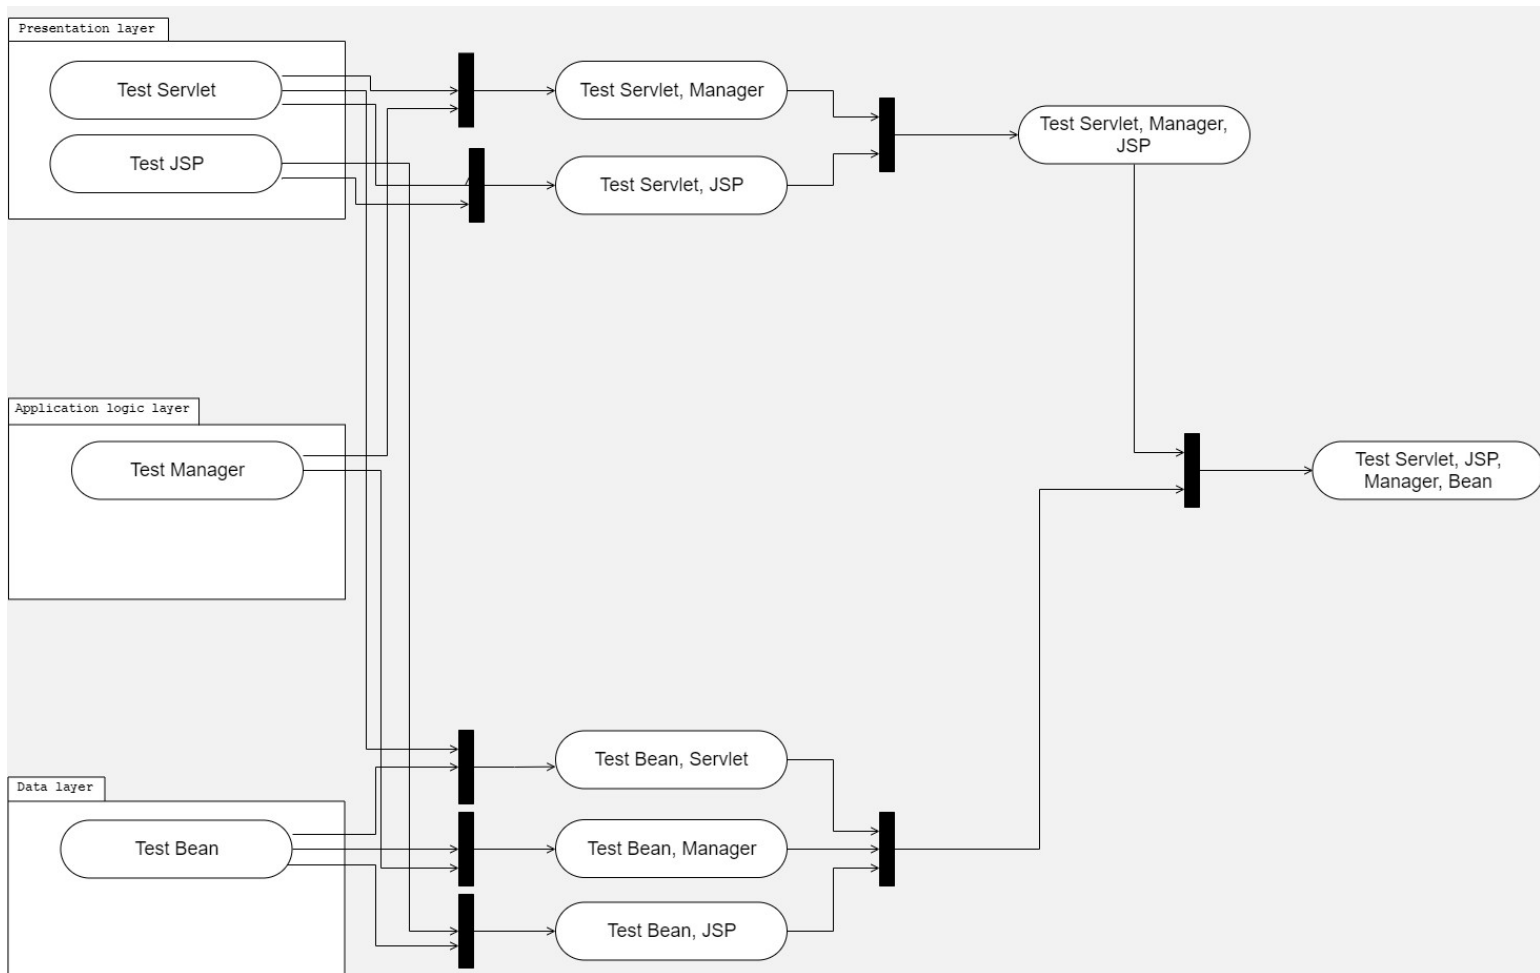 Presentation layer
Test Servlet
Test JSP
Test Servlet, Manager
Test Servlet, JSP
Test Servlet, Manager,
JSP
Application logic layer
Test Manager
Test Servlet, JSP,
Manager, Bean
Data layer
Test Bean
Test Bean, Servlet
Test Bean, Manager
Test Bean, JSP